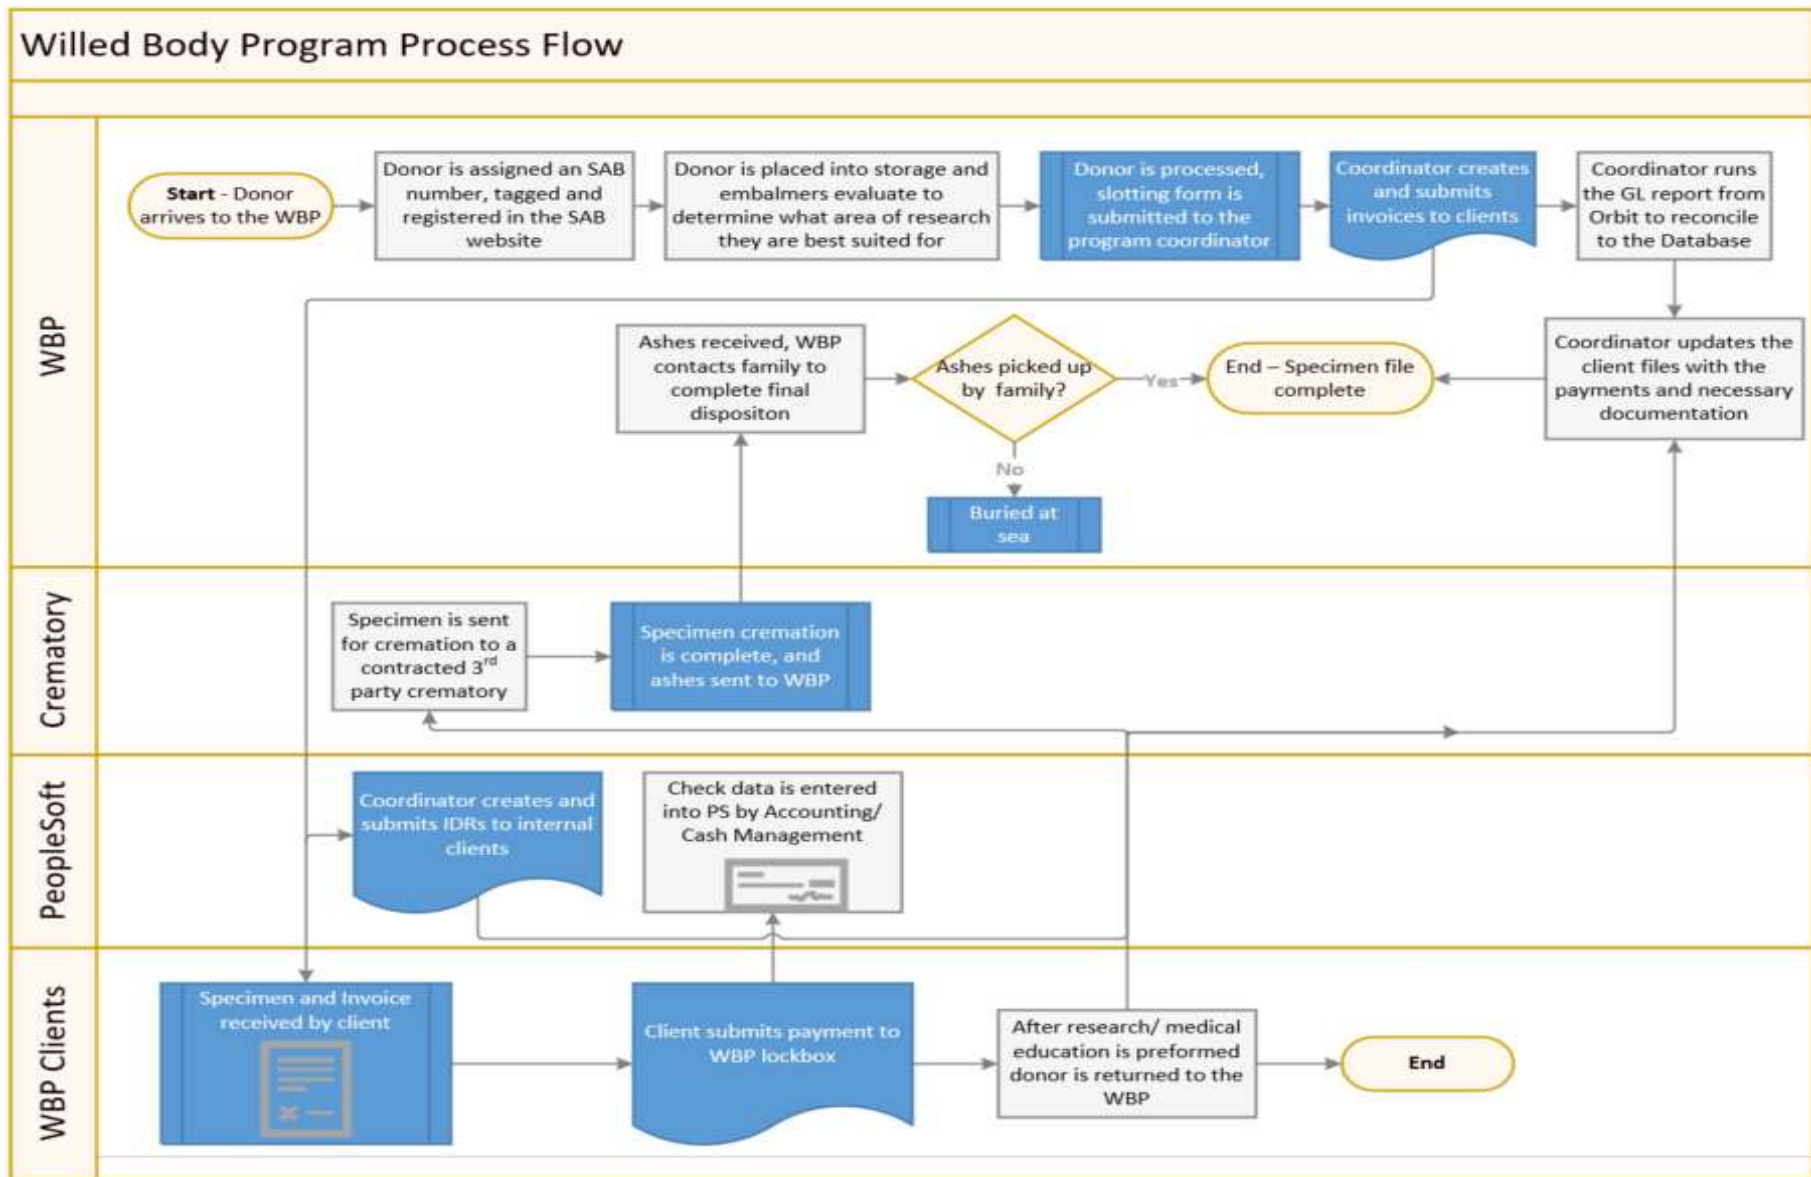 Willed Body Program Process Flow
WBP
Start - Donor
arrives to the WBP
Donor is assigned an SAB
number, tagged and
registered in the SAB
website
Donor is placed into storage and
embalmers evaluate to
determine what area of research
they are best suited for
Donor is processed,
slotting form is
submitted to the
program coordinator
Coordinator creates
and submits
invoices to clients
Coordinator runs
the GL report from
Orbit to reconcile
to the Database
Ashes received, WBP
contacts family to
complete final
dispositon
Ashes picked up
by family?
Yes
End – Specimen file
complete
Coordinator updates the
client files with the
payments and necessary
documentation
No
Buried at
sea
Crematory
Specimen is sent
for cremation to a
contracted 3rd
party crematory
Specimen cremation
is complete, and
ashes sent to WBP
PeopleSoft
Coordinator creates and
submits IDRs to internal
clients
Check data is entered
into PS by Accounting/
Cash Management
WBP Clients
Specimen and Invoice
received by client
Client submits payment to
WBP lockbox
After research/ medical
education is preformed
donor is returned to the
WBP
End